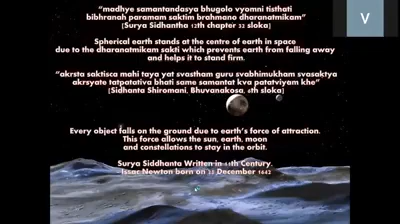 V
"madhye samantandasya bhugolo vyomni tisthati
bibhranah paramam saktim brahmano dharanatmikam"
[Surya Sidhantha 12th chapter 32 sloka]
Spherical earth stands at the centre of earth in space
due to the dharanatmikam sakti which prevents earth from falling away
and helps it to stand firm.
"akrsta saktisca mahi taya yat svastham guru svabhimukham svasaktya
akrsyate tatpatativa bhati same samantat kva patatviyam khe"
[Sidhanta Shiromani, Bhuvanakosa, 6th sloka]
Every object falls on the ground due to earth's force of attraction.
This force allows the sun, earth, moon
and constellations to stay in the orbit.
Surya Siddhanta Written in 11th Century.
Issac Newton born on December 1642